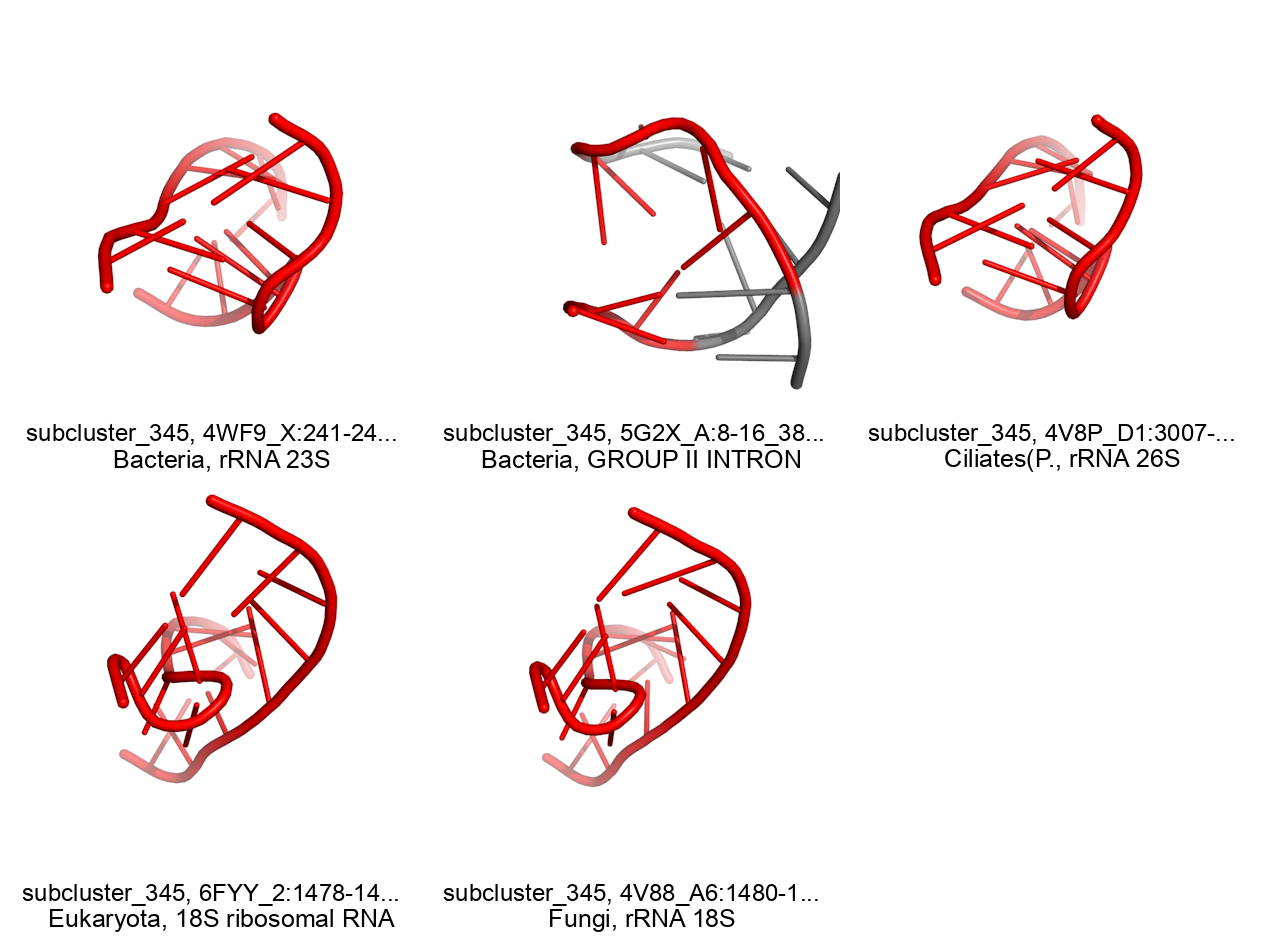 subcluster_345, 4WF9_X:241-24...
Bacteria, rRNA 23S
subcluster_345, 5G2X_A:8-16_38...
Bacteria, GROUP II INTRON
subcluster_345, 4V8P_D1:3007-...
Ciliates(P., rRNA 26S
subcluster_345, 6FYY_2:1478-14...
Eukaryota, 18S ribosomal RNA
subcluster_345, 4V88_A6:1480-1...
Fungi, rRNA 18S